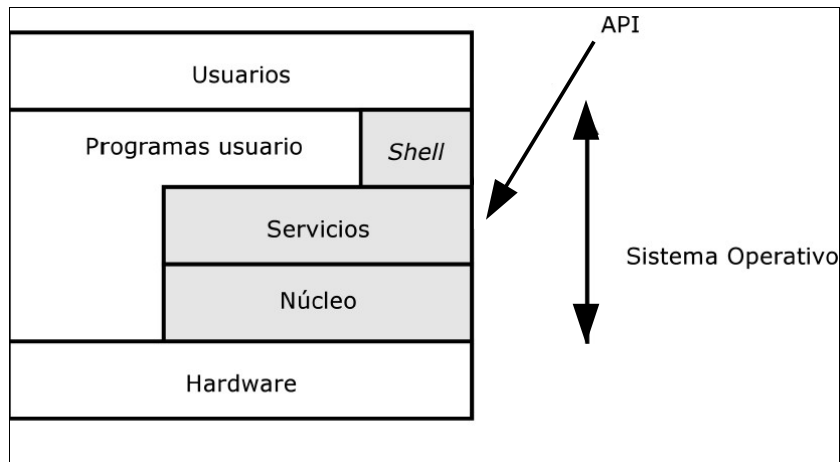 API
Usuarios
Programas usuario
Shell
Servicios
Sistema Operativo
Núcleo
Hardware